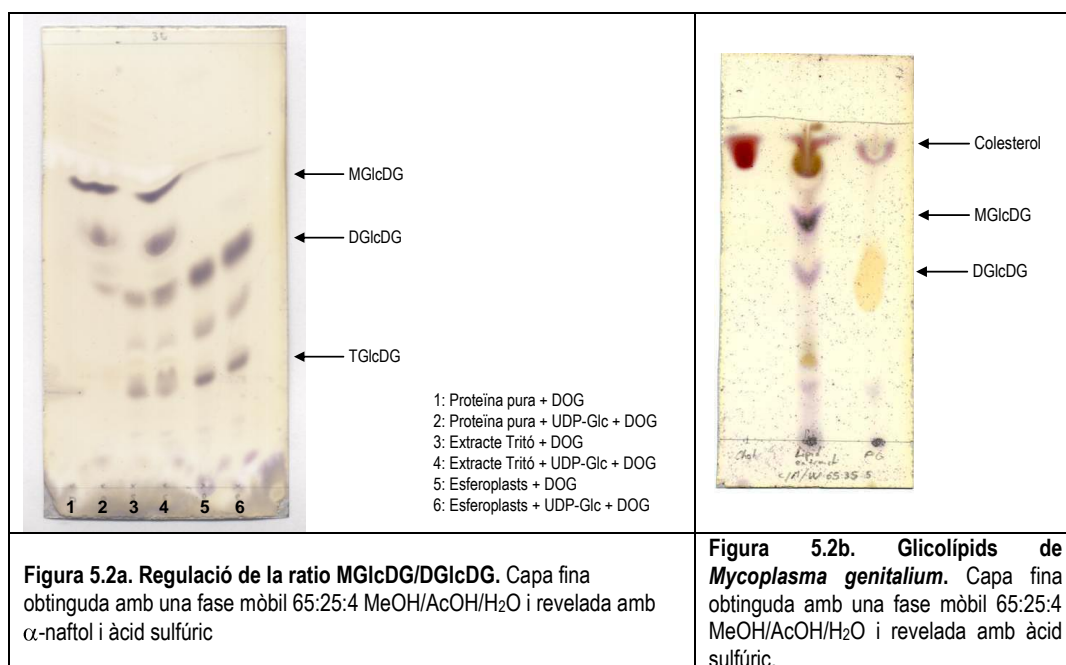 32
MGlcDG
DGlcDG
TGlcDG
1: Proteïna pura + DOG
2: Proteïna pura + UDP-Glc + DOG
3: Extracte Tritó + DOG
4: Extracte Tritó + UDP-Glc + DOG
5: Esferoplasts + DOG
6: Esferoplasts + UDP-Glc + DOG
1 2 3 4 5 6
Colesterol
MGlcDG
DGlcDG
Chol Lipid PG
extract
C/M/W 65:35:5
Figura 5.2a. Regulació de la ratio MGlcDG/DGlcDG. Capa fina
obtinguda amb una fase mòbil 65:25:4 MeOH/AcOH/H₂O i revelada amb
α-naftol i àcid sulfúric
Figura 5.2b. Glicolípids de
Mycoplasma genitalium. Capa fina
obtinguda amb una fase mòbil 65:25:4
MeOH/AcOH/H₂O i revelada amb àcid
sulfúric.